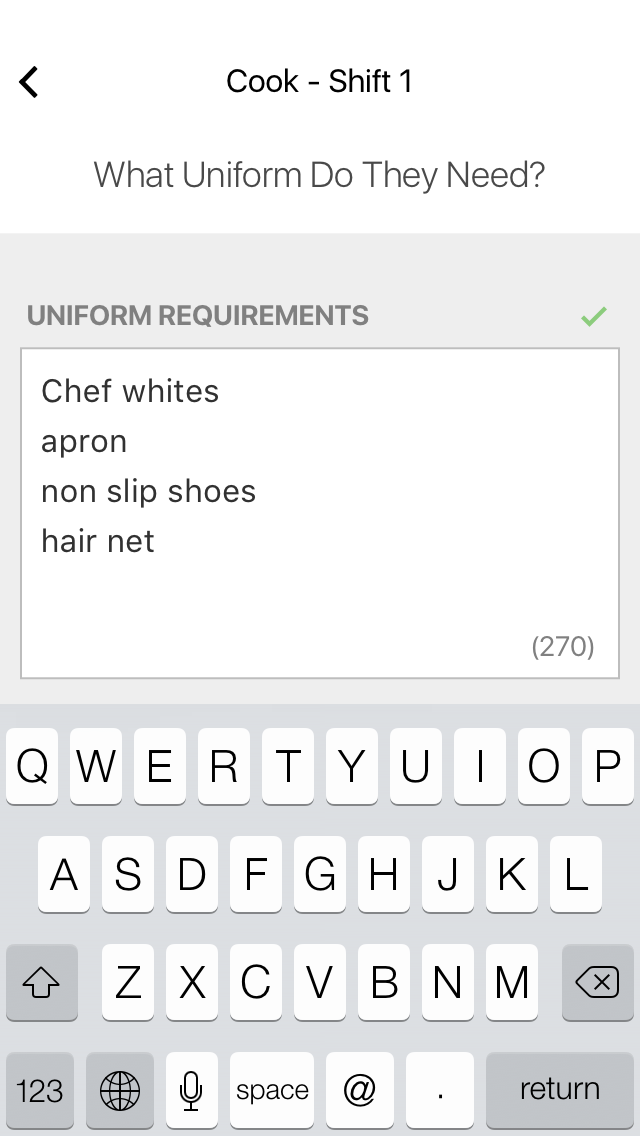 Cook - Shift 1
What Uniform Do They Need?
UNIFORM REQUIREMENTS
Chef whites
apron
non slip shoes
hair net
(270)
Q W E R T Y U I O P
A S D F G H J K L
Z X C V B N M
123 space @ . return